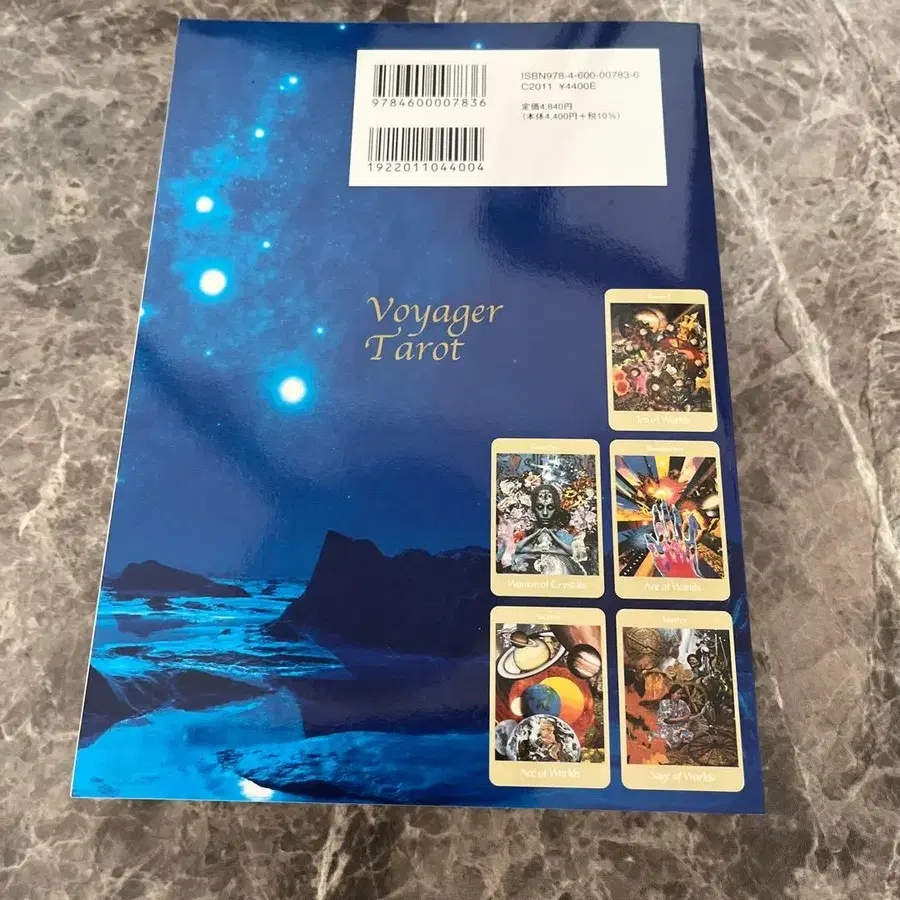 ISBN978-4-600-00783-6
C2011 ¥4400E
9784600007836
定価4,840円
(本体4,400円+税10%)
1922011044004
Voyager
Tarot
Ten of Worlds
Woman of Crystals
Ace of Worlds
Ace of Worlds
Sage of Worlds